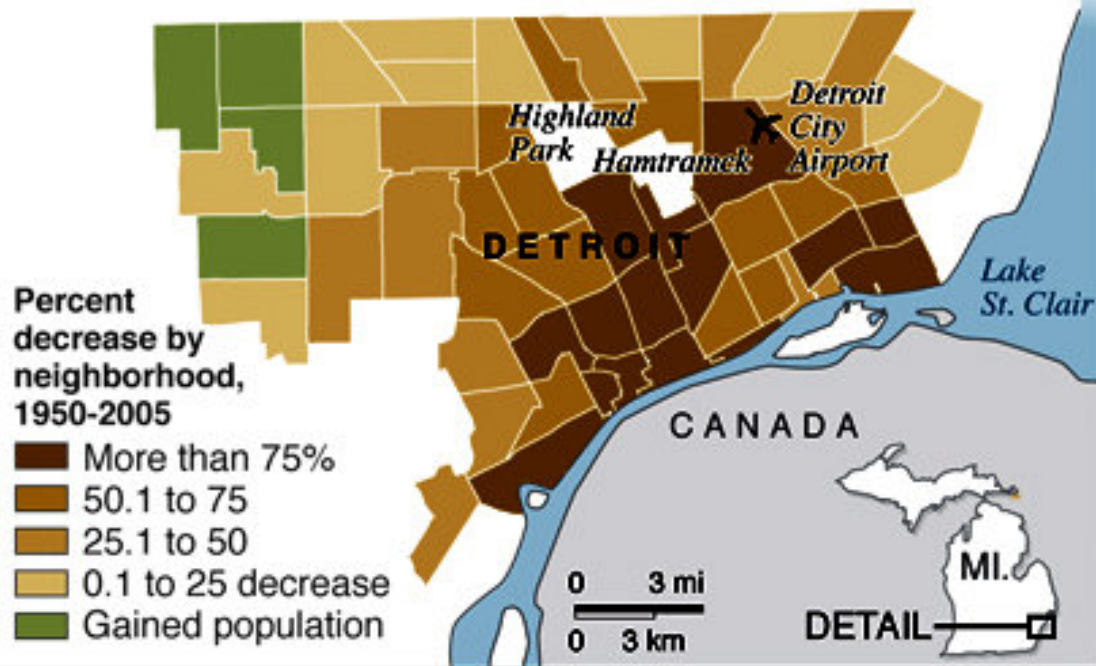 Highland
Park
Hamtramck
Detroit
City
Airport
DETROIT
Lake
St. Clair
Percent
decrease by
neighborhood,
1950-2005
More than 75%
50.1 to 75
25.1 to 50
0.1 to 25 decrease
Gained population
CANADA
0 3 mi
0 3 km
MI.
DETAIL